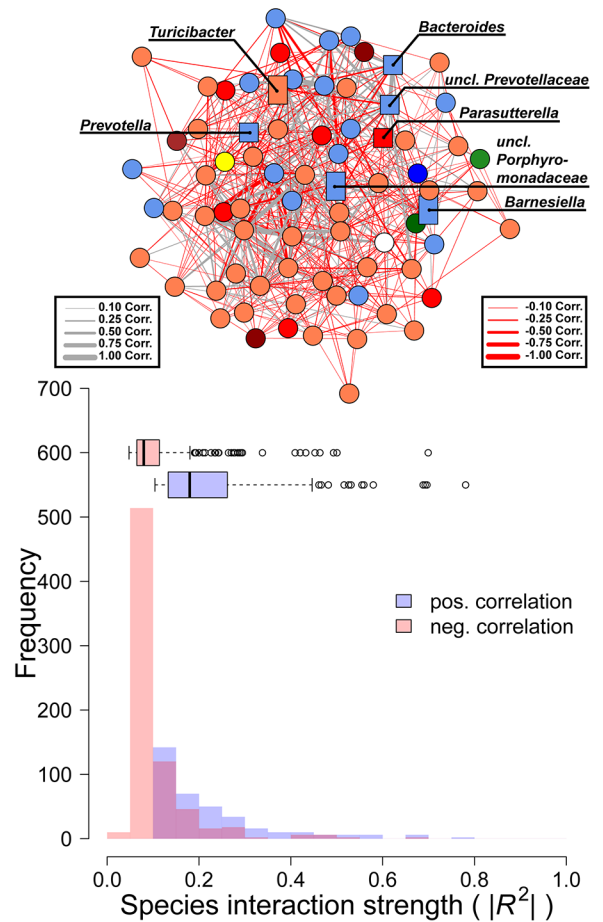 Turicibacter
Bacteroides
uncl. Prevotellaceae
Parasutterella
Prevotella
uncl.
Porphyro-
monadaceae
Barnesiella
0.10 Corr.
0.25 Corr.
0.50 Corr.
0.75 Corr.
1.00 Corr.
-0.10 Corr.
-0.25 Corr.
-0.50 Corr.
-0.75 Corr.
-1.00 Corr.
700
600
500
400
300
200
100
0
Frequency
pos. correlation
neg. correlation
0.0 0.2 0.4 0.6 0.8 1.0
Species interaction strength ( |R²| )